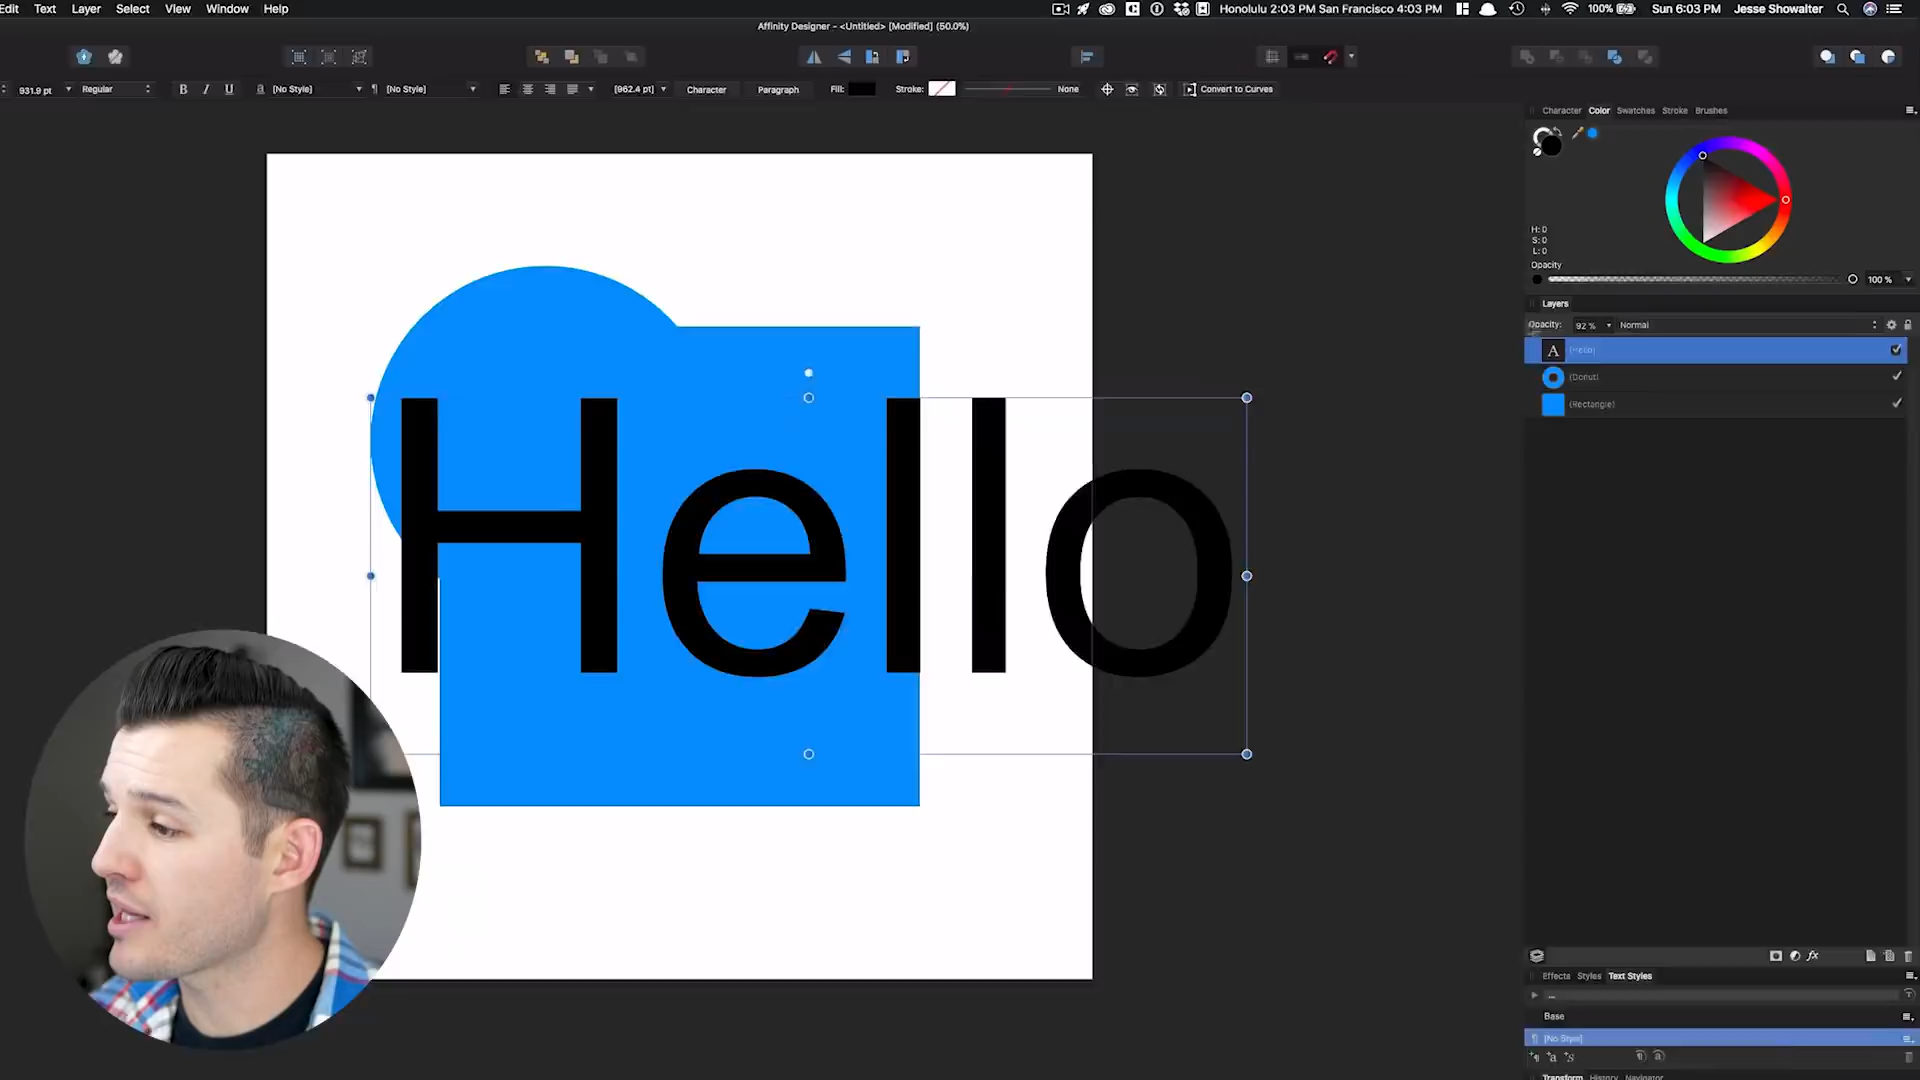 Edit Text Layer Select View Window Help Honolulu 2:03 PM San Francisco 4:03 PM 100% Sun 6:03 PM Jesse Showalter
Affinity Designer - <Untitled> [Modified] (50.0%)
931.9 pt Regular B I U a [No Style] [No Style] [962.4 pt] Character Paragraph Fill: Stroke: None Convert to Curves
Character Color Swatches Stroke Brushes
H: 0
S: 0
L: 0
Opacity
100 %
Layers
Opacity: 92 % Normal
A (Hello)
(Donut)
(Rectangle)
Hello
fx
Effects Styles Text Styles
...
Base
[No Style]
Transform History Navigator